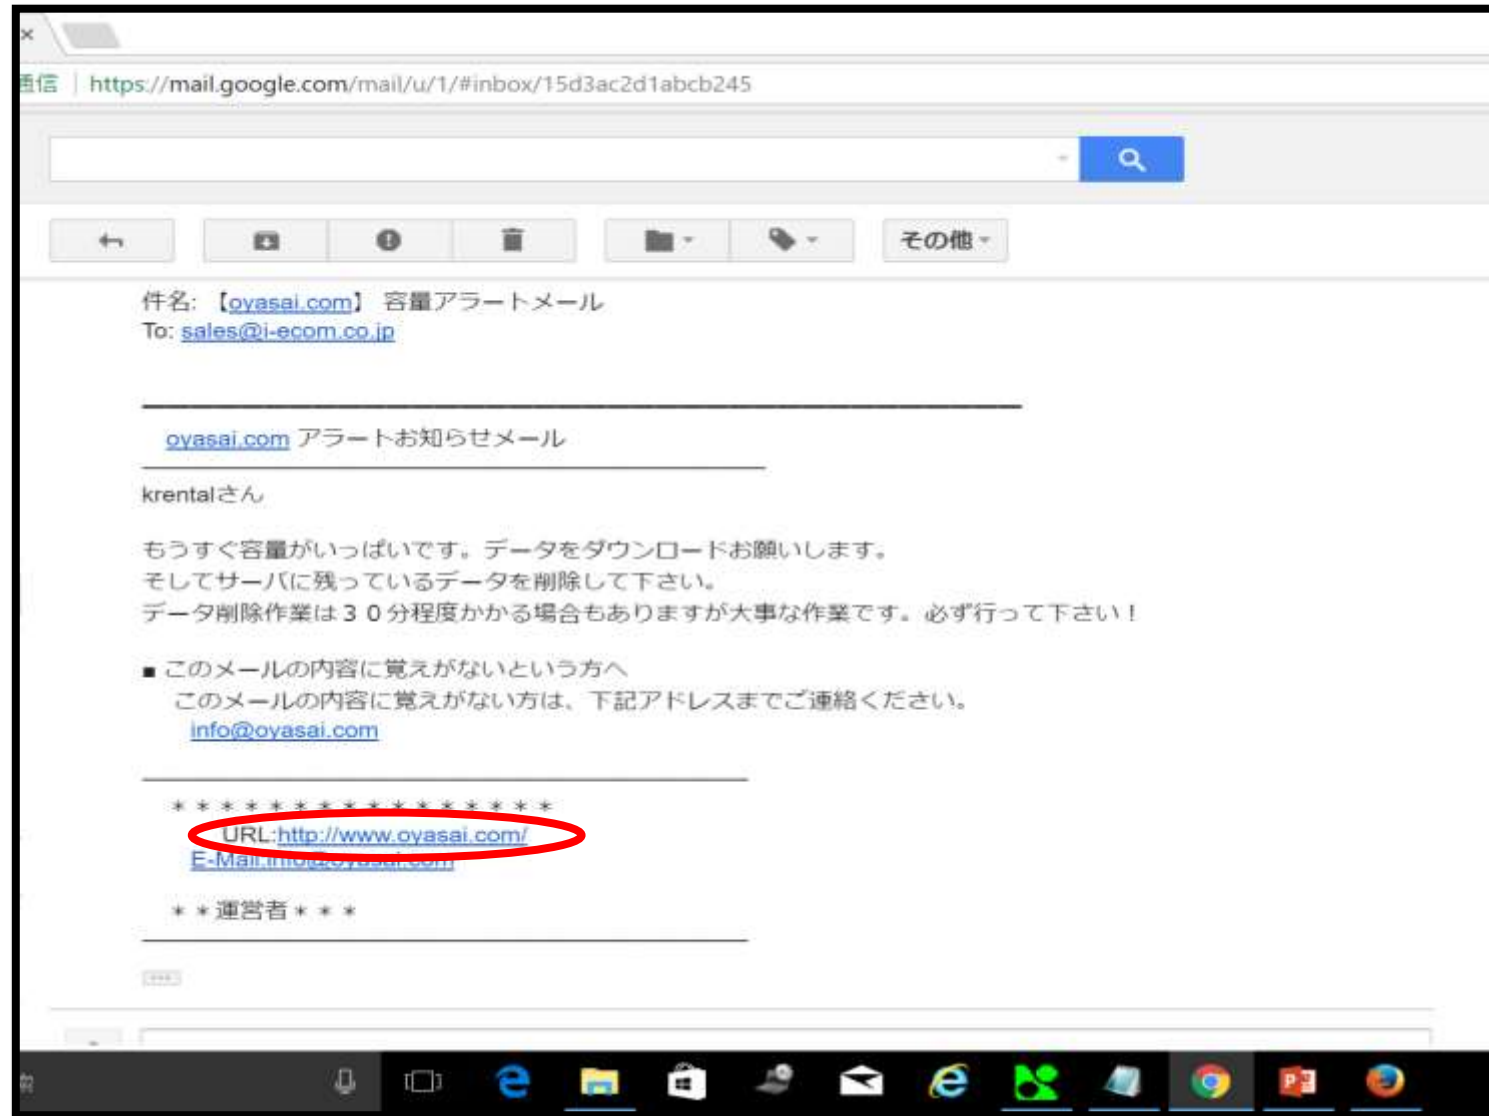 通信 https://mail.google.com/mail/u/1/#inbox/15d3ac2d1abcb245
その他
件名: 【oyasai.com】 容量アラートメール
To: sales@i-ecom.co.jp
oyasai.com アラートお知らせメール
krentalさん
もうすぐ容量がいっぱいです。データをダウンロードお願いします。
そしてサーバに残っているデータを削除して下さい。
データ削除作業は３０分程度かかる場合もありますが大事な作業です。必ず行って下さい！
■ このメールの内容に覚えがないという方へ
このメールの内容に覚えがない方は、下記アドレスまでご連絡ください。
info@oyasai.com
＊＊＊＊＊＊＊＊＊＊＊＊＊＊＊＊
URL:http://www.oyasai.com/
E-Mail:info@oyasai.com
＊＊運営者＊＊＊